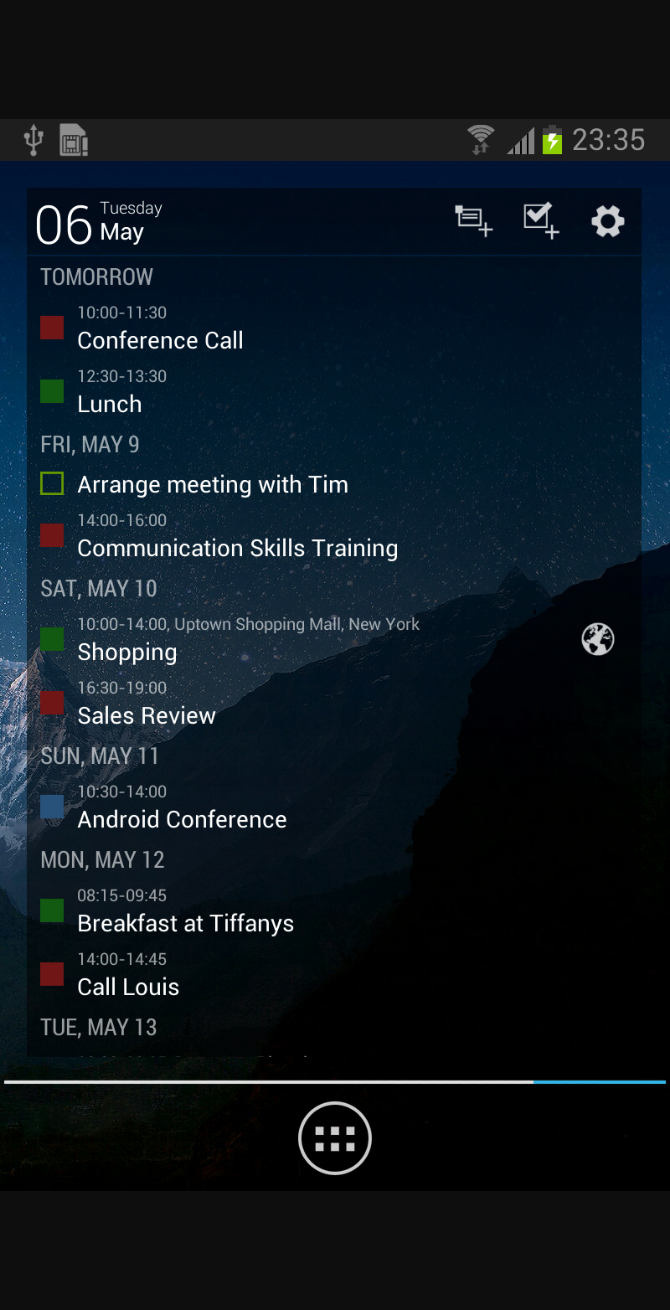 23:35
06
Tuesday
May
TOMORROW
10:00-11:30
Conference Call
12:30-13:30
Lunch
FRI, MAY 9
Arrange meeting with Tim
14:00-16:00
Communication Skills Training
SAT, MAY 10
10:00-14:00, Uptown Shopping Mall, New York
Shopping
16:30-19:00
Sales Review
SUN, MAY 11
10:30-14:00
Android Conference
MON, MAY 12
08:15-09:45
Breakfast at Tiffanys
14:00-14:45
Call Louis
TUE, MAY 13